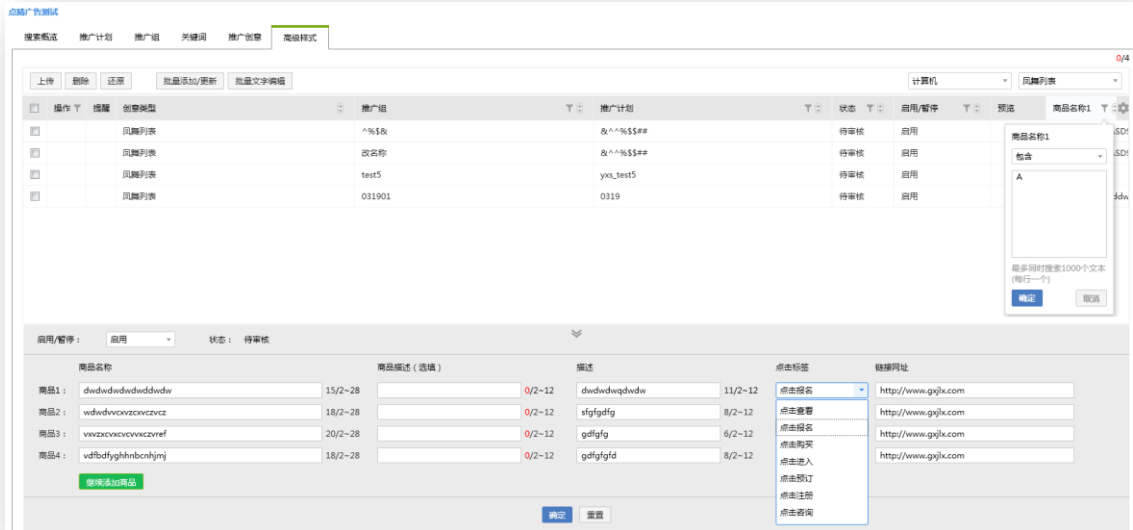 点睛广告测试
搜索概览 推广计划 推广组 关键词 推广创意 高级样式
0/4
上传 删除 还原 批量添加/更新 批量文字编辑 计算机 凤舞列表
操作 提醒 创意类型 推广组 推广计划 状态 启用/暂停 预览 商品名称1
凤舞列表 ^%$& &^^%$$## 待审核 启用
凤舞列表 改名称 &^^%$$## 待审核 启用
凤舞列表 test5 yxs_test5 待审核 启用
凤舞列表 031901 0319 待审核 启用
商品名称1
包含
A
最多同时搜索1000个文本
(每行一个)
确定 取消
启用/暂停： 启用 状态： 待审核
商品名称 商品描述（选填） 描述 点击标签 链接网址
商品1： dwdwdwdwdwddwdw 15/2~28 0/2~12 dwdwdwqdwdw 11/2~12 点击报名 http://www.gxjlx.com
商品2： wdwdvvcxvzcxvczvcz 18/2~28 0/2~12 sfgfgdfg 8/2~12 http://www.gxjlx.com
商品3： vxvzxcvxcvcvvxczvref 20/2~28 0/2~12 gdfgfg 6/2~12 http://www.gxjlx.com
商品4： vdfbdfyghhnbcnhjmj 18/2~28 0/2~12 gdfgfgfd 8/2~12 http://www.gxjlx.com
点击查看
点击报名
点击购买
点击进入
点击预订
点击注册
点击咨询
继续添加商品
确定 重置